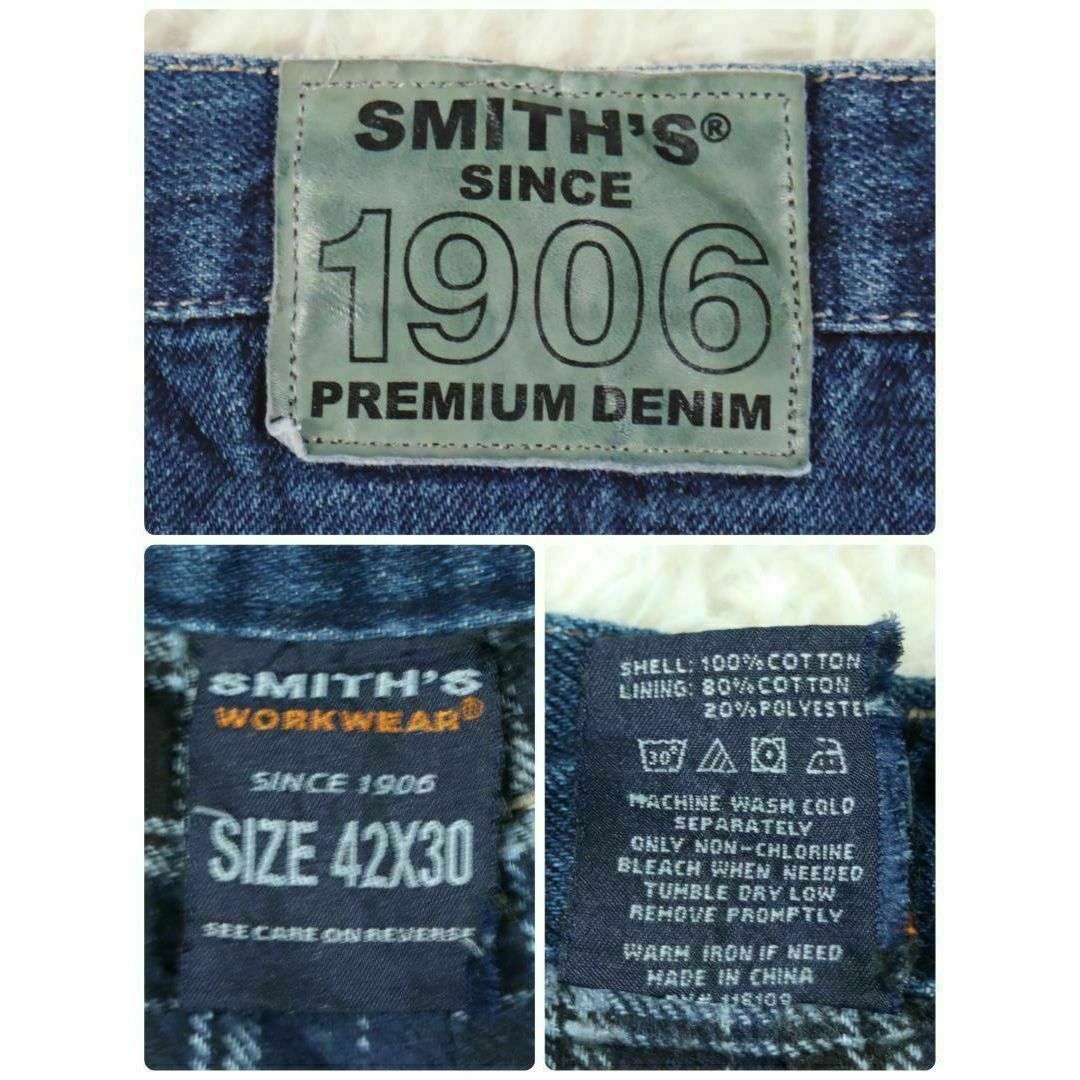 SMITH'S®
SINCE
1906
PREMIUM DENIM
SMITH'S
WORKWEAR®
SINCE 1906
SIZE 42X30
SEE CARE ON REVERSE
SHELL: 100% COTTON
LINING: 80% COTTON
20% POLYESTER
30°
MACHINE WASH COLD
SEPARATELY
ONLY NON-CHLORINE
BLEACH WHEN NEEDED
TUMBLE DRY LOW
REMOVE PROMPTLY
WARM IRON IF NEED
MADE IN CHINA
116109